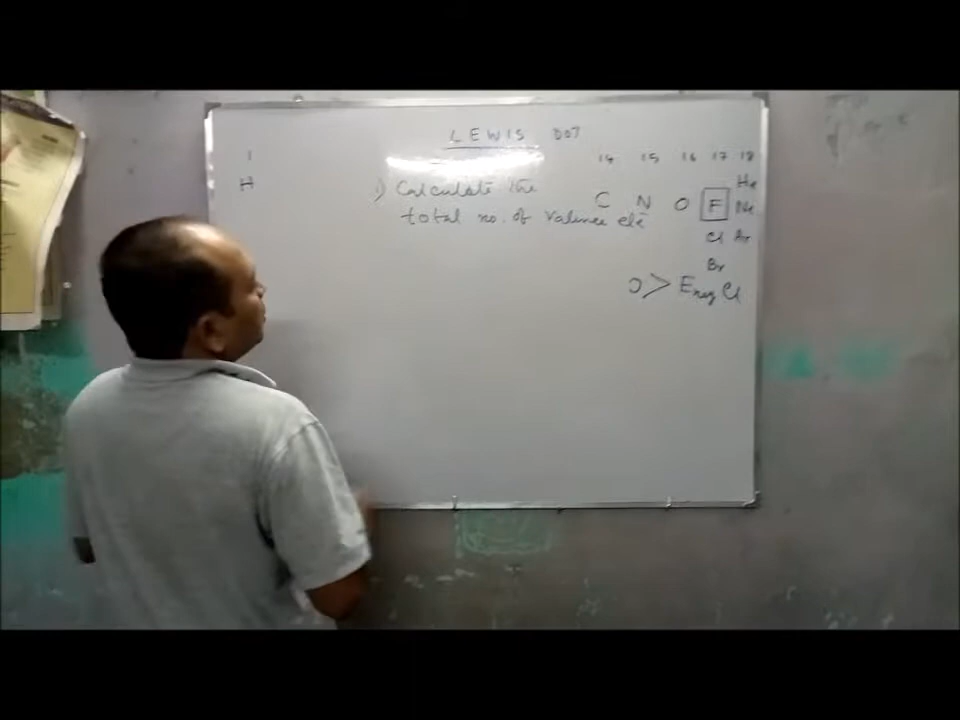 LEWIS DOT
1
14 15 16 17 18
H
He
1) Calculate the
C N O F Ne
total no. of valence ele
Cl Ar
Br
O > Eneg Cl